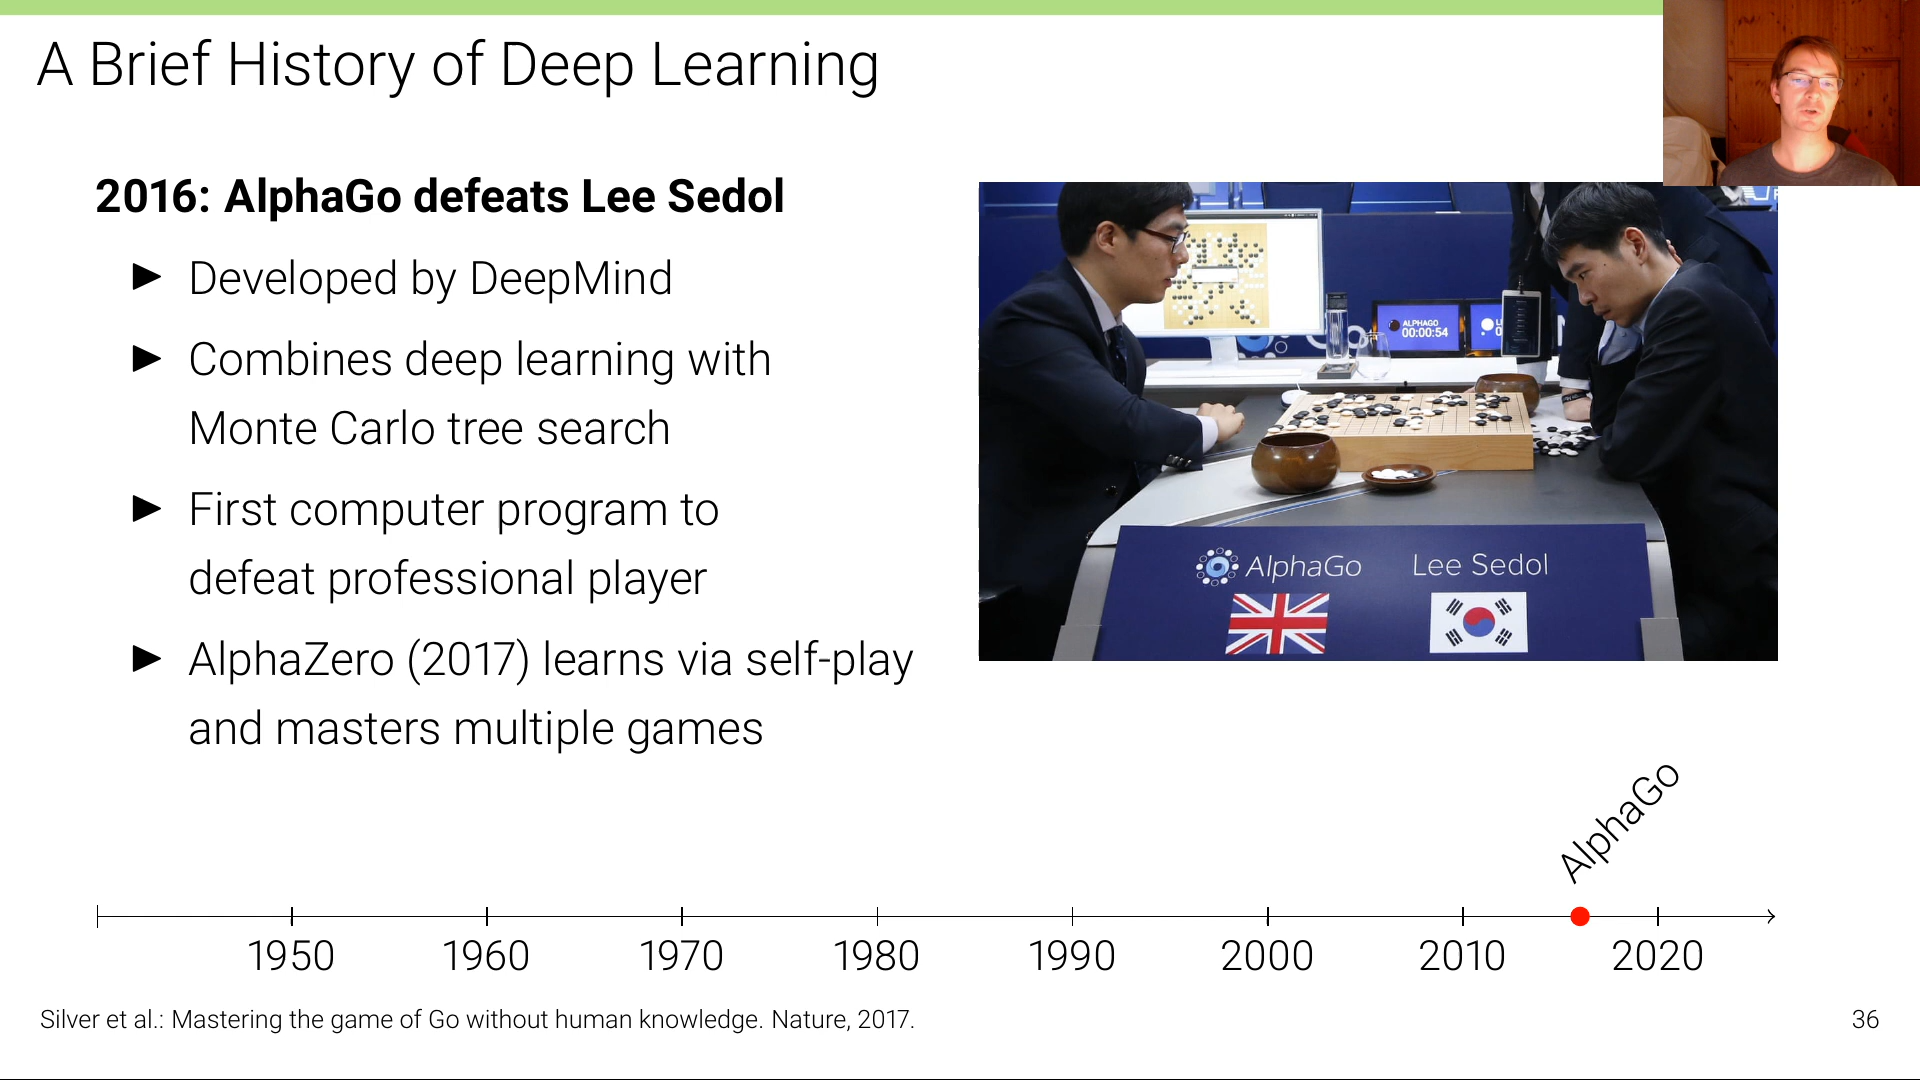 A Brief History of Deep Learning
2016: AlphaGo defeats Lee Sedol
► Developed by DeepMind
► Combines deep learning with
Monte Carlo tree search
► First computer program to
defeat professional player
► AlphaZero (2017) learns via self-play
and masters multiple games
ALPHAGO
00:00:54
AlphaGo Lee Sedol
AlphaGo
1950 1960 1970 1980 1990 2000 2010 2020
Silver et al.: Mastering the game of Go without human knowledge. Nature, 2017.
36